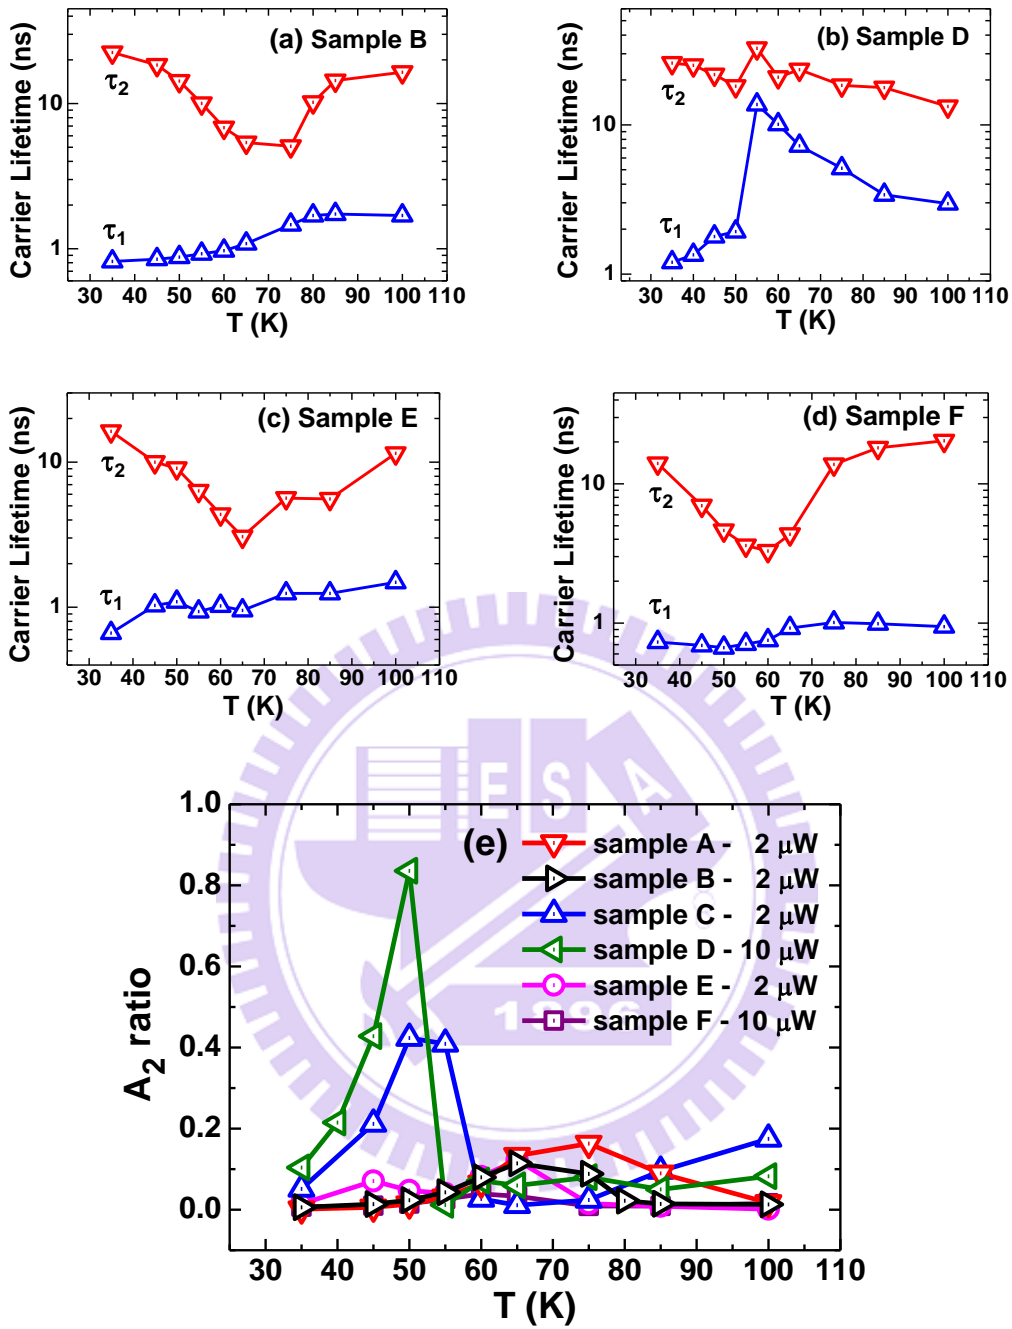 (a) Sample B
Carrier Lifetime (ns)
10
1
τ2
τ1
30 40 50 60 70 80 90 100 110
T (K)
(b) Sample D
Carrier Lifetime (ns)
10
1
τ2
τ1
30 40 50 60 70 80 90 100 110
T (K)
(c) Sample E
Carrier Lifetime (ns)
10
1
τ2
τ1
30 40 50 60 70 80 90 100 110
T (K)
(d) Sample F
Carrier Lifetime (ns)
10
1
τ2
τ1
30 40 50 60 70 80 90 100 110
T (K)
ESA
1896
(e)
sample A - 2 μW
sample B - 2 μW
sample C - 2 μW
sample D - 10 μW
sample E - 2 μW
sample F - 10 μW
A2 ratio
1.0
0.8
0.6
0.4
0.2
0.0
30 40 50 60 70 80 90 100 110
T (K)